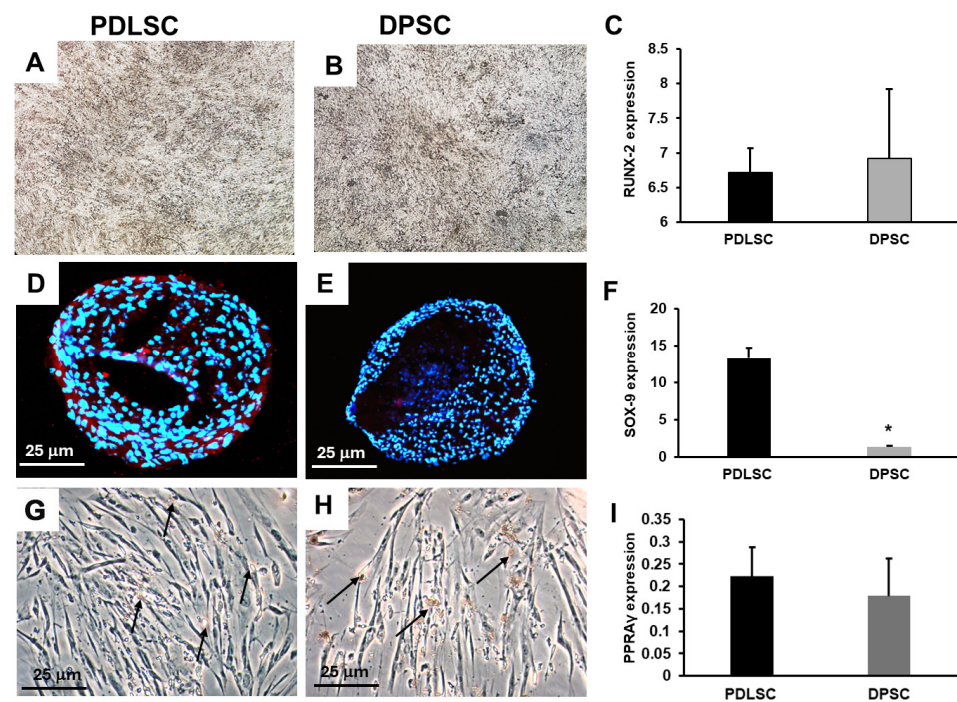 PDLSC
DPSC
A
B
C
8.5
8
7.5
7
6.5
6
RUNX-2 expression
PDLSC
DPSC
D
25 μm
E
25 μm
F
20
15
10
5
0
SOX-9 expression
*
PDLSC
DPSC
G
25 μm
H
25 μm
I
0.35
0.3
0.25
0.2
0.15
0.1
0.05
0
PPRAγ expression
PDLSC
DPSC